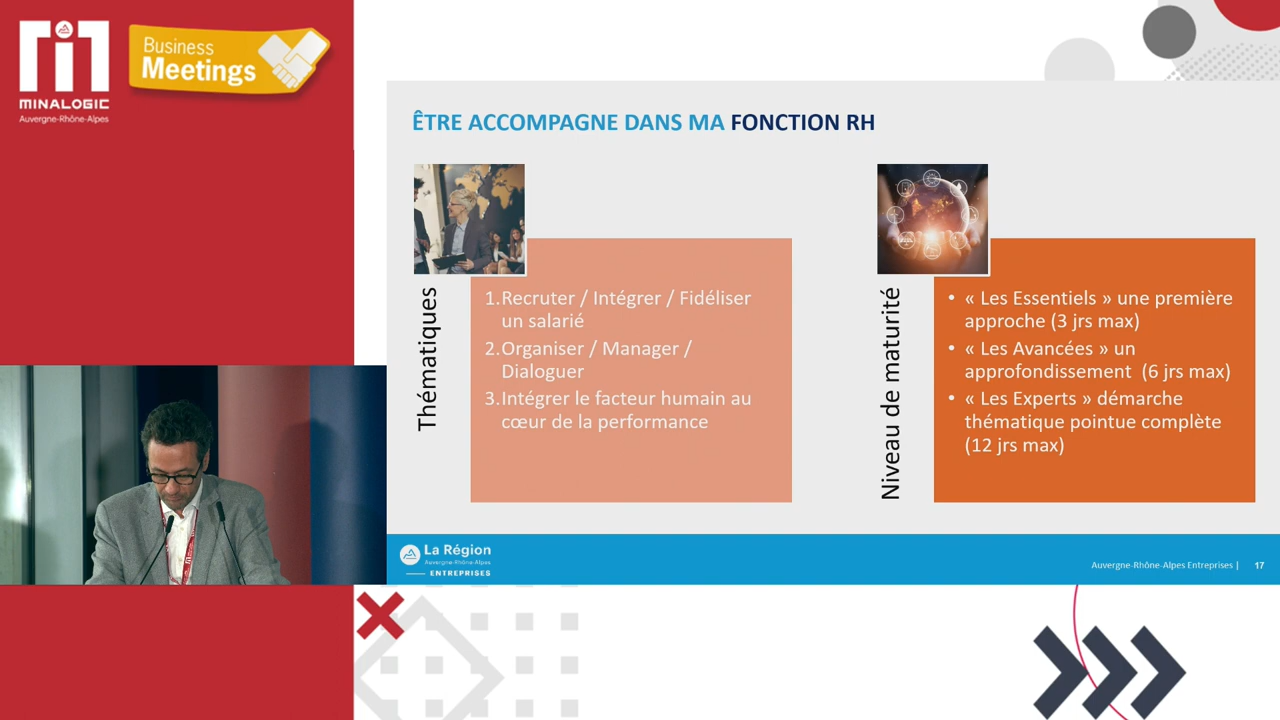 MINALOGIC
Auvergne-Rhône-Alpes
Business
Meetings
ÊTRE ACCOMPAGNE DANS MA FONCTION RH
Thématiques
1.Recruter / Intégrer / Fidéliser
un salarié
2.Organiser / Manager /
Dialoguer
3.Intégrer le facteur humain au
cœur de la performance
Niveau de maturité
• « Les Essentiels » une première
approche (3 jrs max)
• « Les Avancées » un
approfondissement (6 jrs max)
• « Les Experts » démarche
thématique pointue complète
(12 jrs max)
La Région
Auvergne-Rhône-Alpes
ENTREPRISES
Auvergne-Rhône-Alpes Entreprises | 17